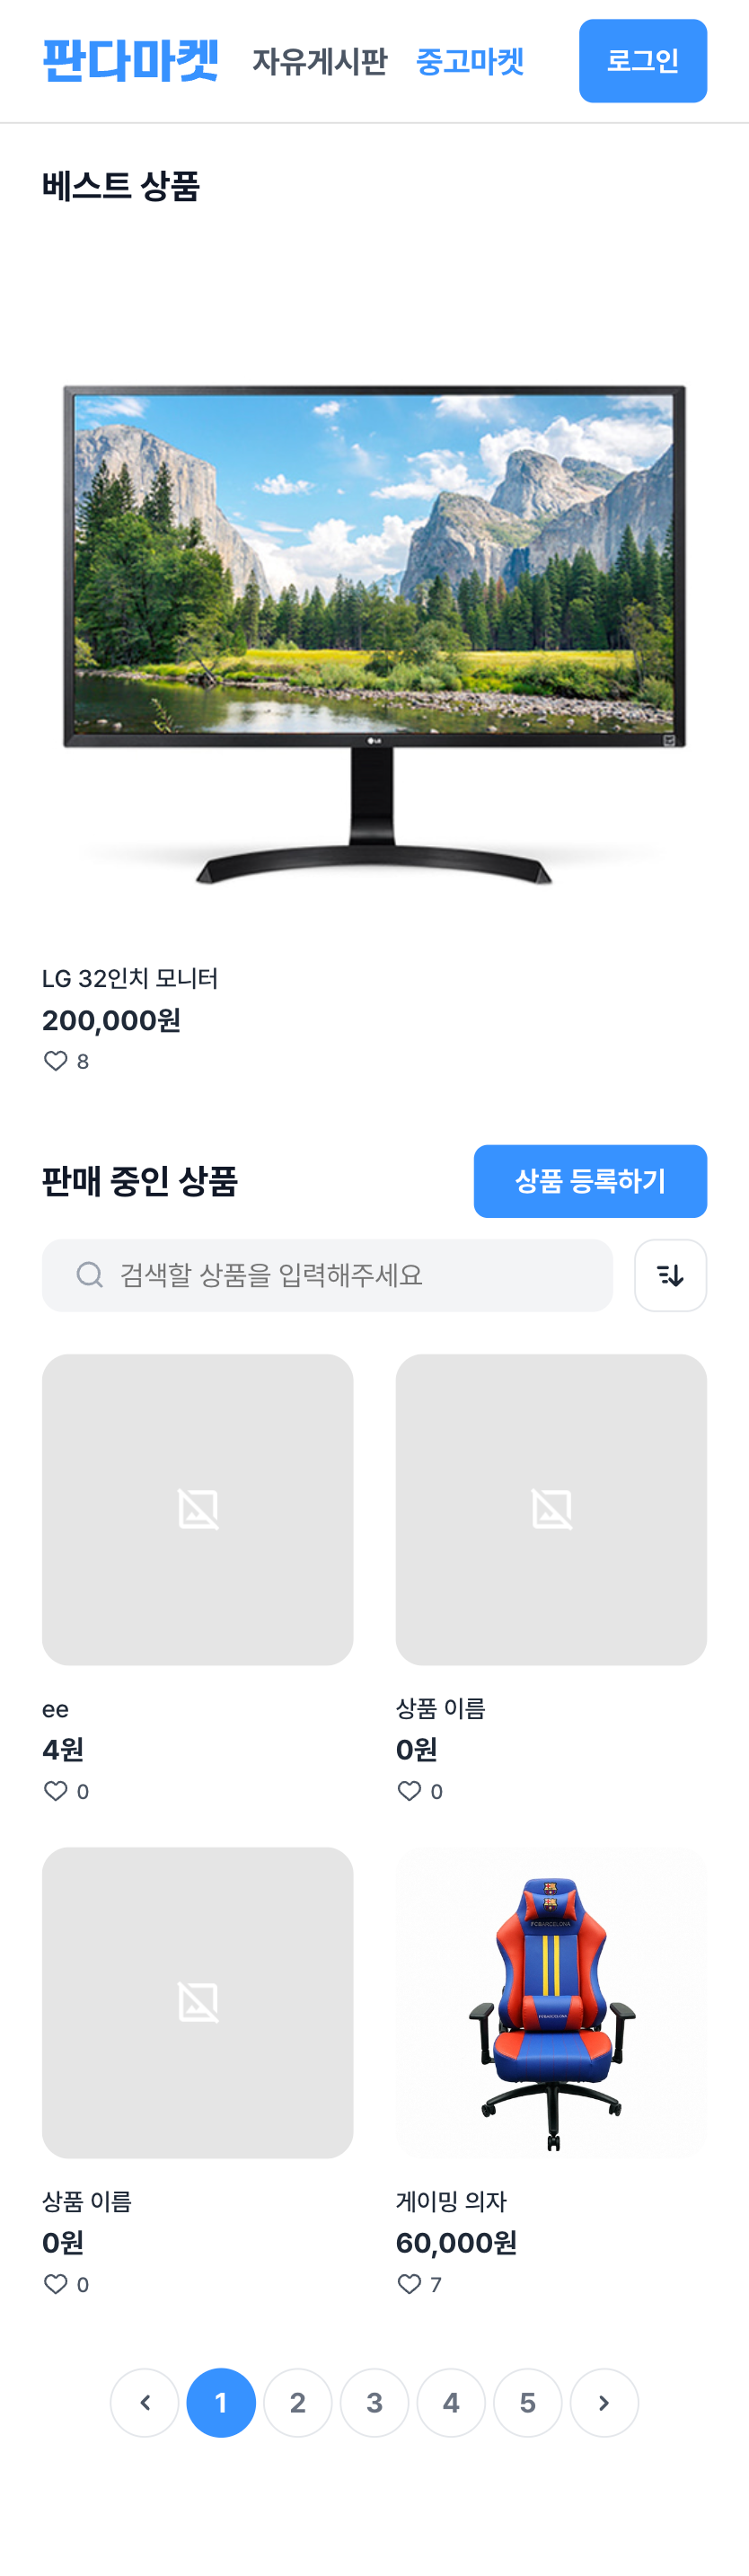 판다마켓 자유게시판 중고마켓 로그인
베스트 상품
LG
LG 32인치 모니터
200,000원
8
판매 중인 상품 상품 등록하기
검색할 상품을 입력해주세요
ee
4원
0
상품 이름
0원
0
상품 이름
0원
0
FCBARCELONA
FCBARCELONA
게이밍 의자
60,000원
7
1 2 3 4 5